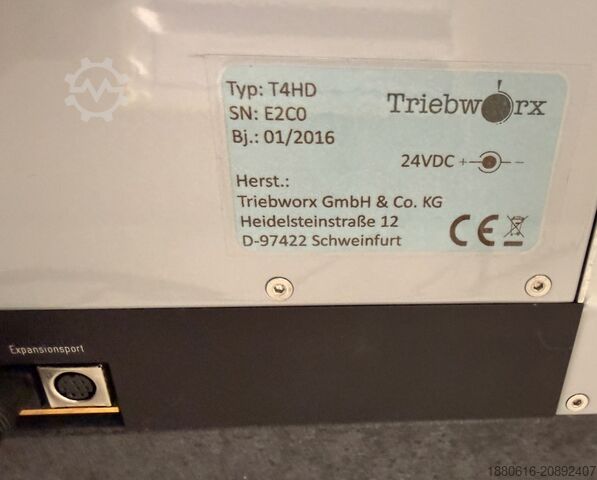 Typ: T4HD
SN: E2C0
Bj.: 01/2016
Triebworx
24VDC + -
Herst.:
Triebworx GmbH & Co. KG
Heidelsteinstraße 12
D-97422 Schweinfurt
CE
Expansionsport
1880616-20892407